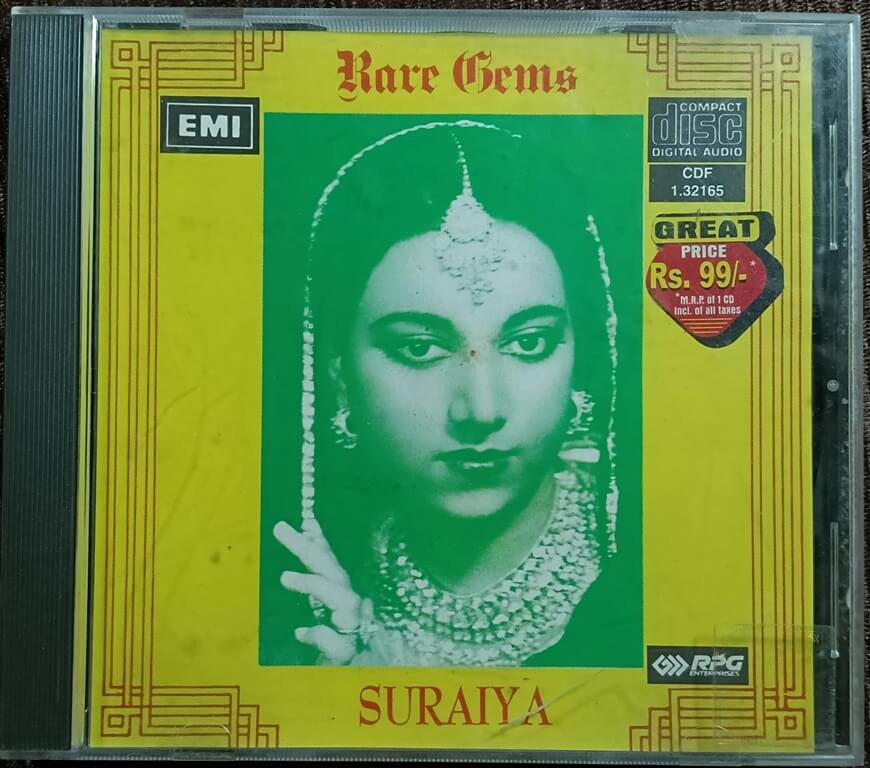 Rare Gems
EMI
COMPACT
disc
DIGITAL AUDIO
CDF
1.32165
GREAT
PRICE
Rs. 99/-*
*M.R.P. of 1 CD
Incl. of all taxes
RPG
ENTERPRISES
SURAIYA